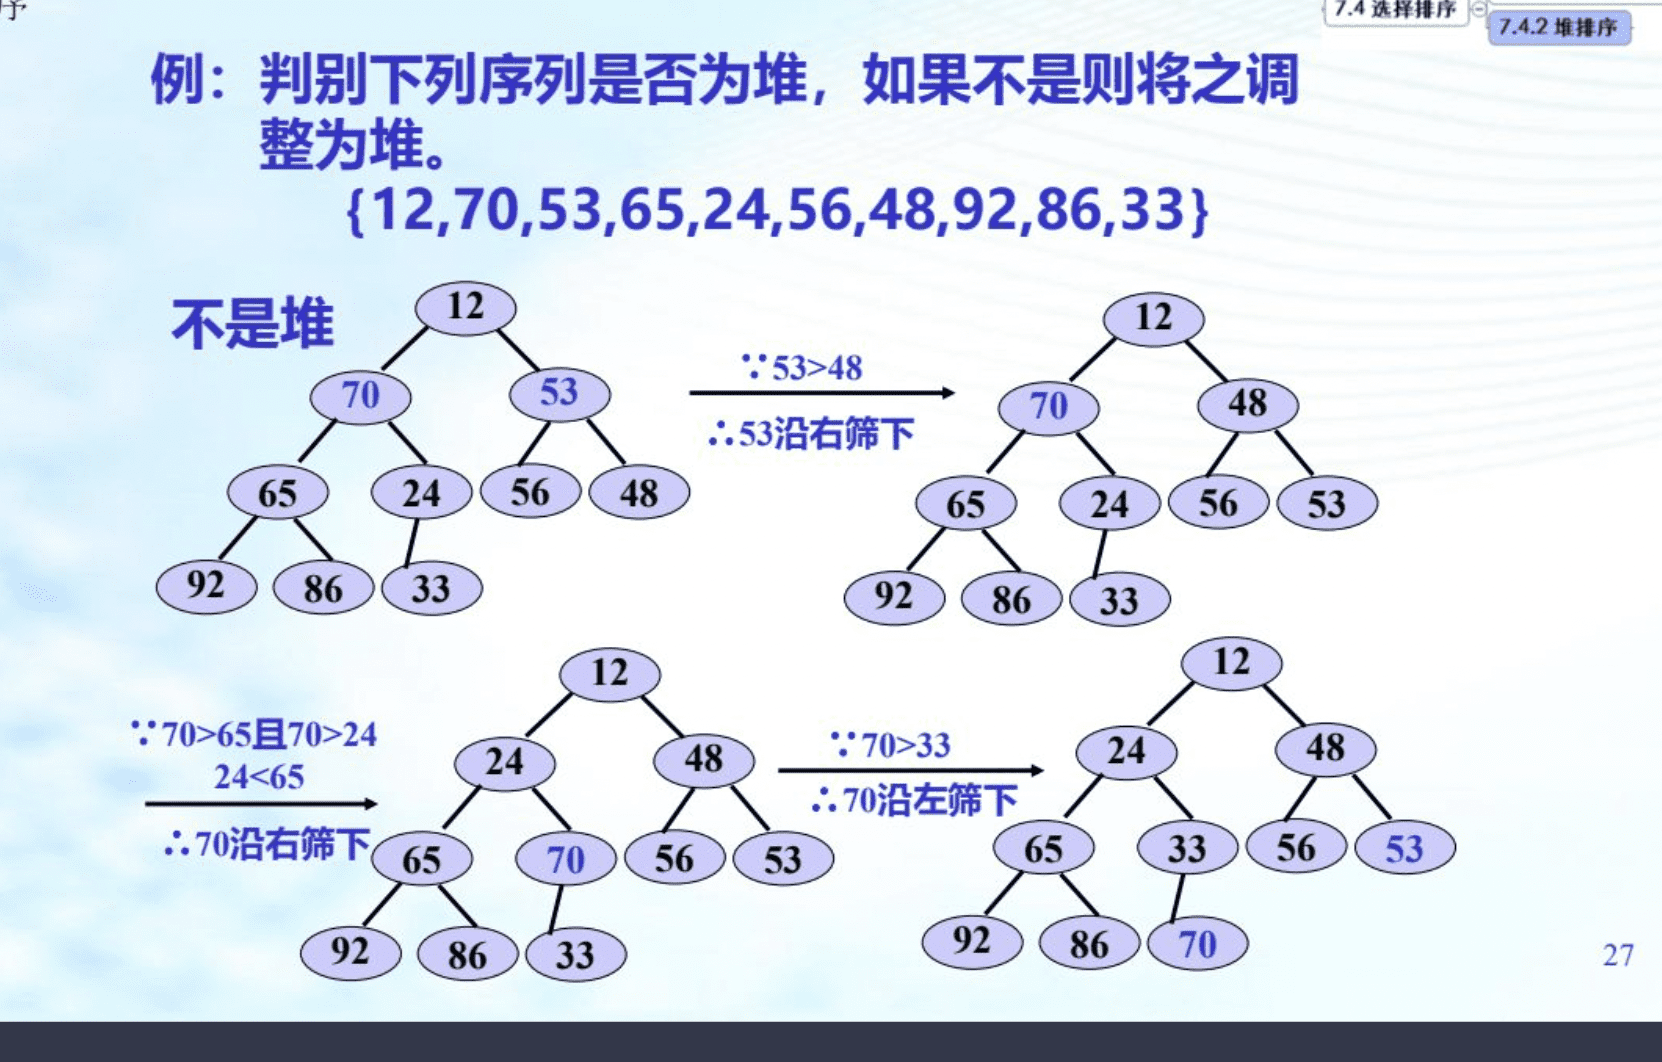 序
7.4 选择排序
7.4.2 堆排序
例：判别下列序列是否为堆，如果不是则将之调
整为堆。
{12,70,53,65,24,56,48,92,86,33}
不是堆
12
70 53
65 24 56 48
92 86 33
∵53>48
∴53沿右筛下
12
70 48
65 24 56 53
92 86 33
∵70>65且70>24
24<65
∴70沿右筛下
12
24 48
65 70 56 53
92 86 33
∵70>33
∴70沿左筛下
12
24 48
65 33 56 53
92 86 70
27